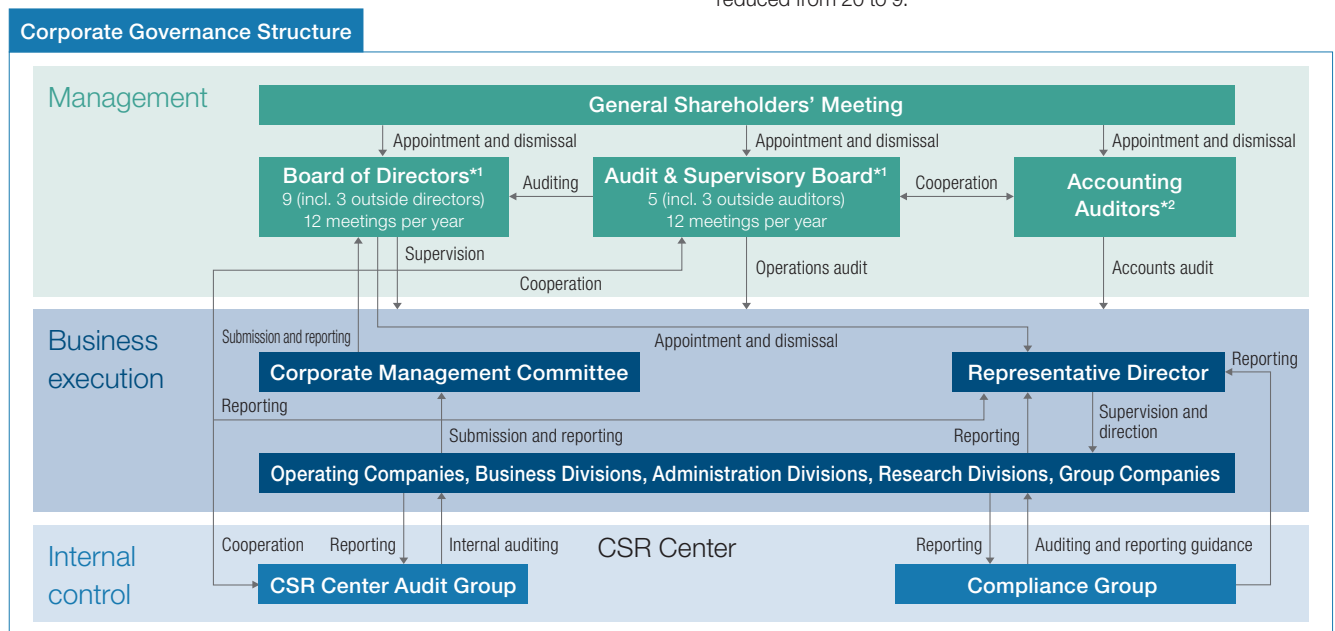 reduced from 20 to 9.
Corporate Governance Structure
Management
General Shareholders’ Meeting
Appointment and dismissal
Appointment and dismissal
Appointment and dismissal
Board of Directors*1
9 (incl. 3 outside directors)
12 meetings per year
Auditing
Audit & Supervisory Board*1
5 (incl. 3 outside auditors)
12 meetings per year
Cooperation
Accounting
Auditors*2
Supervision
Cooperation
Operations audit
Accounts audit
Business
execution
Submission and reporting
Appointment and dismissal
Corporate Management Committee
Representative Director
Reporting
Reporting
Submission and reporting
Reporting
Supervision and
direction
Operating Companies, Business Divisions, Administration Divisions, Research Divisions, Group Companies
Internal
control
Cooperation
Reporting
Internal auditing
CSR Center
Reporting
Auditing and reporting guidance
CSR Center Audit Group
Compliance Group